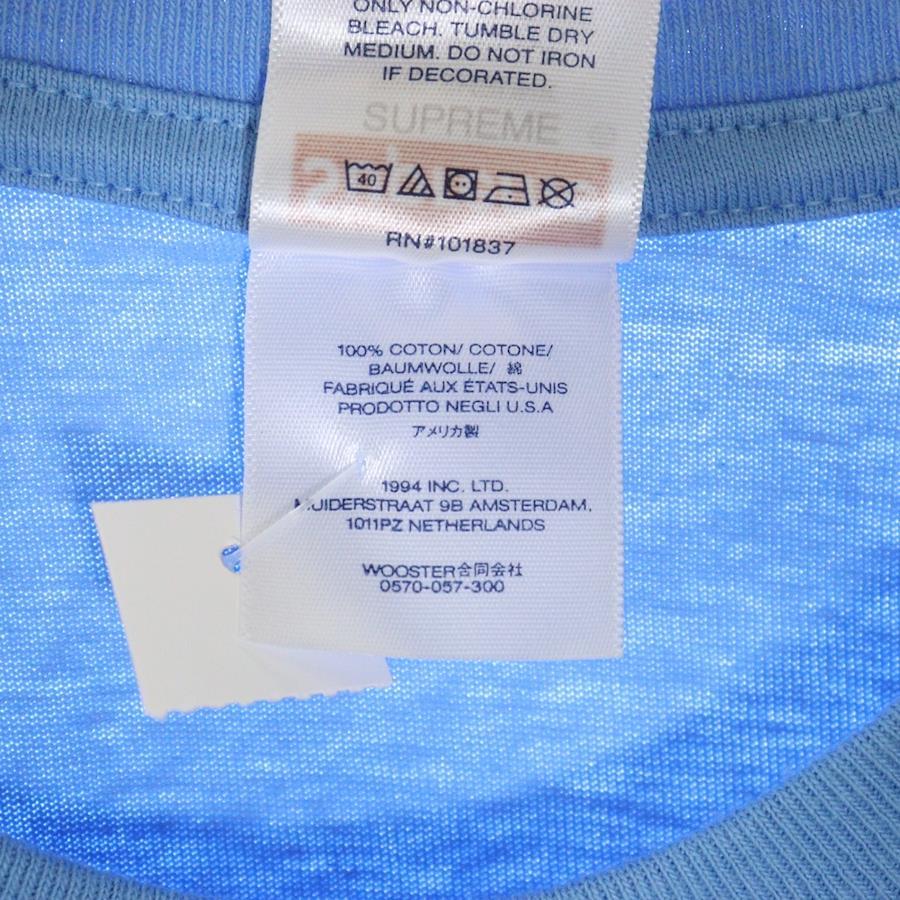 ONLY NON-CHLORINE
BLEACH. TUMBLE DRY
MEDIUM. DO NOT IRON
IF DECORATED.
SUPREME
40
RN#101837
100% COTON/ COTONE/
BAUMWOLLE/ 綿
FABRIQUÉ AUX ÉTATS-UNIS
PRODOTTO NEGLI U.S.A
アメリカ製
1994 INC. LTD.
MUIDERSTRAAT 9B AMSTERDAM,
1011PZ NETHERLANDS
WOOSTER合同会社
0570-057-300